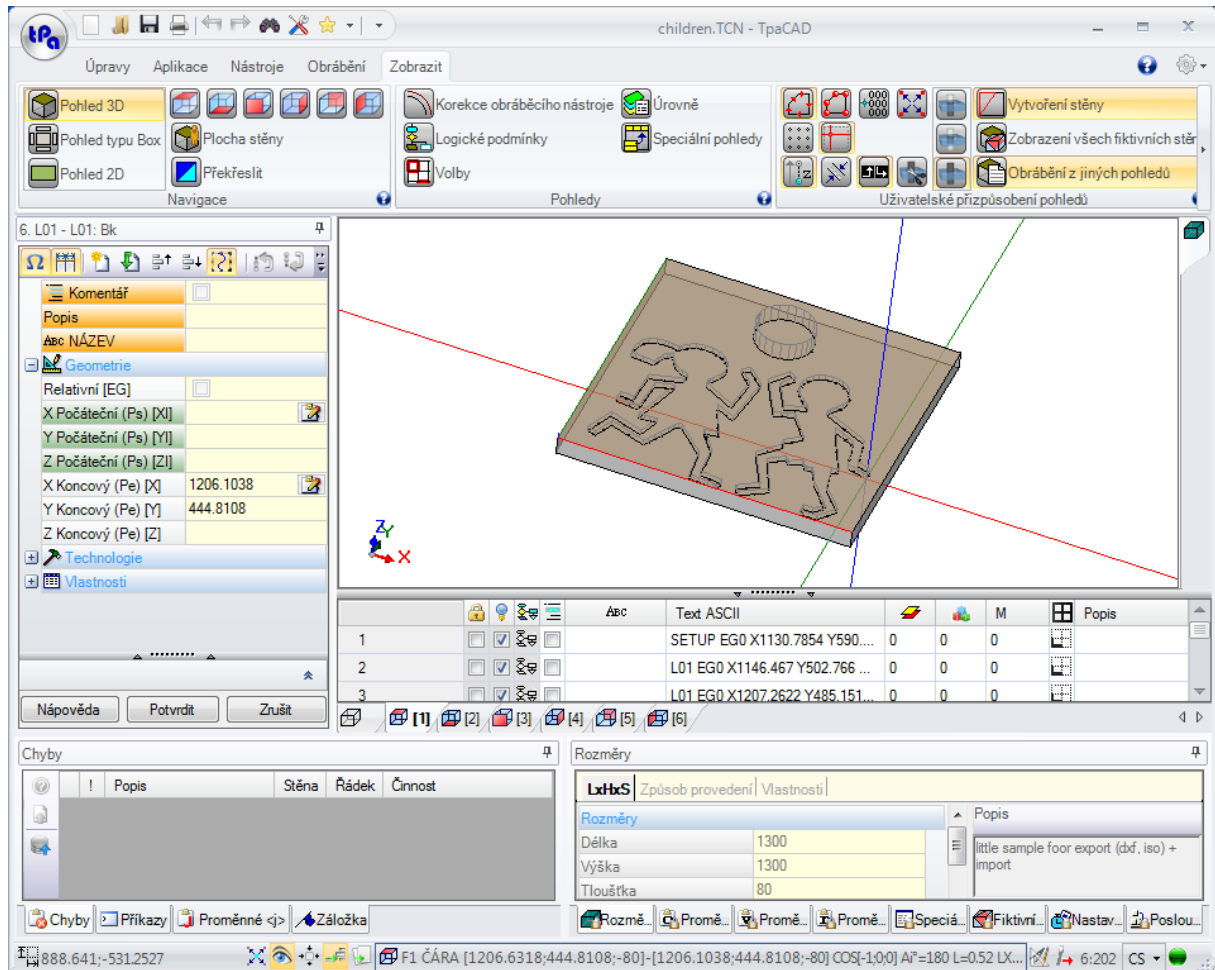 tPa
children.TCN - TpaCAD
Úpravy Aplikace Nástroje Obrábění Zobrazit
Pohled 3D
Pohled typu Box
Pohled 2D
Plocha stěny
Překřeslit
Navigace
Korekce obráběcího nástroje
Logické podmínky
Volby
Úrovně
Speciální pohledy
Pohledy
Vytvoření stěny
Zobrazení všech fiktivních stěr
Obrábění z jiných pohledů
Uživatelské přizpůsobení pohledů
6. L01 - L01: Bk
Komentář
Popis
ABC NÁZEV
Geometrie
Relativní [EG]
X Počáteční (Ps) [XI]
Y Počáteční (Ps) [YI]
Z Počáteční (Ps) [ZI]
X Koncový (Pe) [X] 1206.1038
Y Koncový (Pe) [Y] 444.8108
Z Koncový (Pe) [Z]
Technologie
Vlastnosti
Nápověda Potvrdit Zrušit
Z Y X
ABC Text ASCII M Popis
1 SETUP EG0 X1130.7854 Y590.... 0 0 0
2 L01 EG0 X1146.467 Y502.766 ... 0 0 0
3 L01 EG0 X1207.2622 Y485.151... 0 0 0
[1] [2] [3] [4] [5] [6]
Chyby
! Popis Stěna Řádek Činnost
Chyby Příkazy Proměnné <j> Záložka
Rozměry
LxHxS Způsob provedení Vlastnosti
Rozměry
Délka 1300
Výška 1300
Tloušťka 80
Popis
little sample foor export (dxf, iso) +
import
Rozmě... Promě... Promě... Promě... Speciá... Fiktivní... Nastav... Poslou...
888.641;-531.2527
F1 ČÁRA [1206.6318;444.8108;-80]-[1206.1038;444.8108;-80] COS[-1;0;0] Ai°=180 L=0.52 LX...
6:202 CS